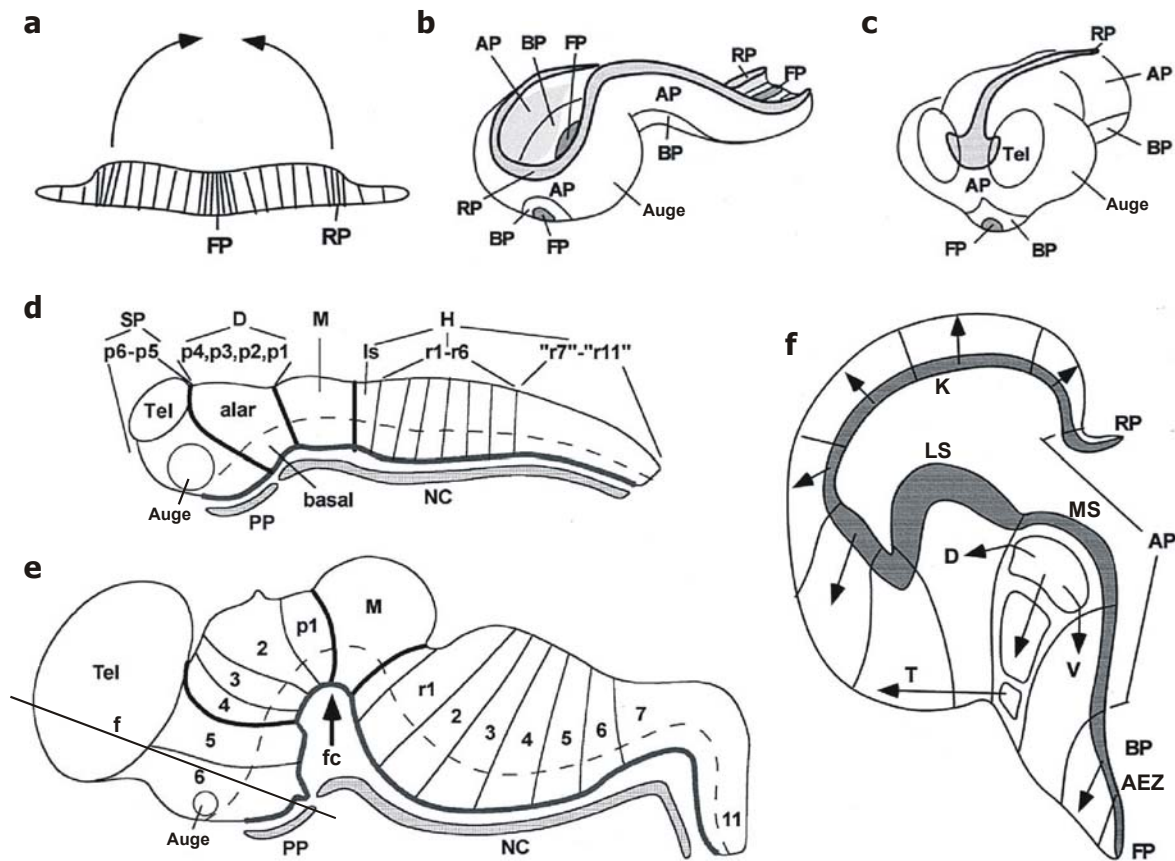 a
FP
RP
b
AP BP FP
RP
FP
AP
BP
AP
RP
Auge
BP
FP
c
RP
AP
BP
Tel
AP
Auge
FP
BP
d
SP D M H
p6-p5 p4,p3,p2,p1 Is r1-r6 "r7"-"r11"
Tel alar
Auge
basal
PP
NC
e
Tel
2
p1
M
3
4
5
6
f
fc
r1
2
3
4
5
6
7
11
Auge
PP
NC
f
K
RP
LS
MS
AP
D
T
V
BP
AEZ
FP